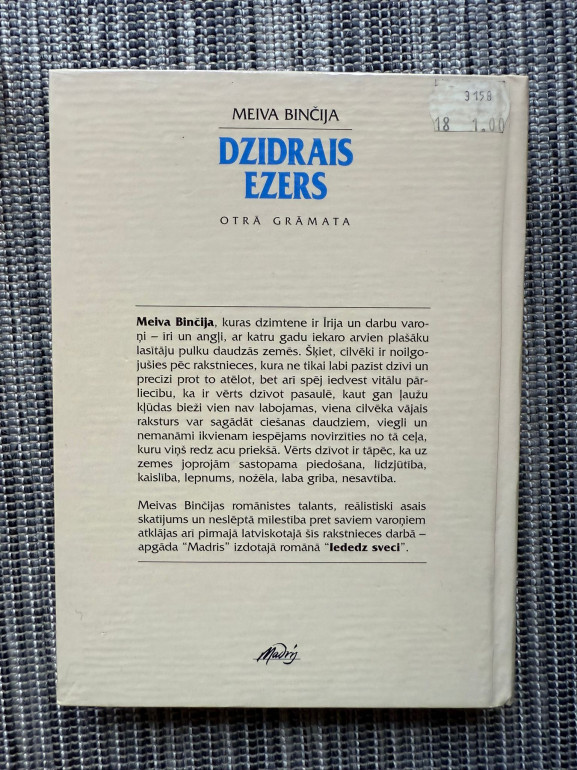 3158
18 1.00
MEIVA BINČIJA
DZIDRAIS
EZERS
OTRĀ GRĀMATA
Meiva Binčija, kuras dzimtene ir Īrija un darbu varo-
ņi – īri un angļi, ar katru gadu iekaro arvien plašāku
lasītāju pulku daudzās zemēs. Šķiet, cilvēki ir noilgo-
jušies pēc rakstnieces, kura ne tikai labi pazīst dzīvi un
precīzi prot to atēlot, bet arī spēj iedvest vitālu pār-
liecību, ka ir vērts dzīvot pasaulē, kaut gan ļaužu
kļūdas bieži vien nav labojamas, viena cilvēka vājais
raksturs var sagādāt ciešanas daudziem, viegli un
nemanāmi ikvienam iespējams novirzīties no tā ceļa,
kuru viņš redz acu priekšā. Vērts dzīvot ir tāpēc, ka uz
zemes joprojām sastopama piedošana, līdzjūtība,
kaislība, lepnums, nožēla, laba griba, nesavtība.
Meivas Binčijas romānistes talants, reālistiski asais
skatījums un neslēptā mīlestība pret saviem varoņiem
atklājas arī pirmajā latviskotajā šīs rakstnieces darbā –
apgāda “Madris” izdotajā romānā “Iededz sveci”.
Madris